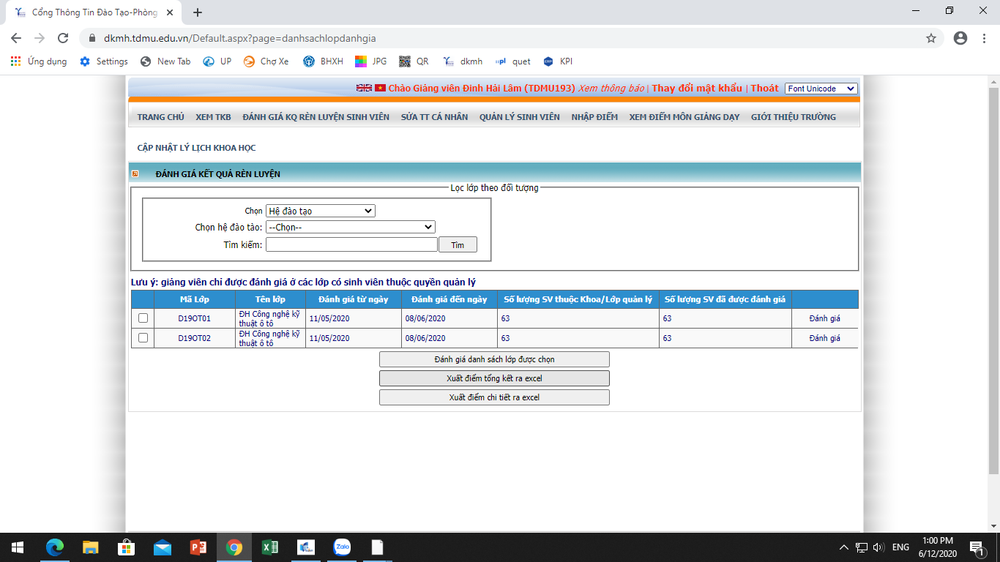 Cổng Thông Tin Đào Tạo-Phòng
dkmh.tdmu.edu.vn/Default.aspx?page=danhsachlopdanhgia
Ứng dụng Settings New Tab UP Chợ Xe BHXH JPG QR dkmh quet KPI
Chào Giảng viên Đinh Hải Lâm (TDMU193) Xem thông báo | Thay đổi mật khẩu | Thoát Font Unicode
TRANG CHỦ XEM TKB ĐÁNH GIÁ KQ RÈN LUYỆN SINH VIÊN SỬA TT CÁ NHÂN QUẢN LÝ SINH VIÊN NHẬP ĐIỂM XEM ĐIỂM MÔN GIẢNG DẠY GIỚI THIỆU TRƯỜNG
CẬP NHẬT LÝ LỊCH KHOA HỌC
ĐÁNH GIÁ KẾT QUẢ RÈN LUYỆN
Lọc lớp theo đối tượng
Chọn Hệ đào tạo
Chọn hệ đào tào: --Chọn--
Tìm kiếm: Tìm
Lưu ý: giảng viên chỉ được đánh giá ở các lớp có sinh viên thuộc quyền quản lý
Mã Lớp Tên lớp Đánh giá từ ngày Đánh giá đến ngày Số lượng SV thuộc Khoa/Lớp quản lý Số lượng SV đã được đánh giá
D19OT01 ĐH Công nghệ kỹ thuật ô tô 11/05/2020 08/06/2020 63 63 Đánh giá
D19OT02 ĐH Công nghệ kỹ thuật ô tô 11/05/2020 08/06/2020 63 63 Đánh giá
Đánh giá danh sách lớp được chọn
Xuất điểm tổng kết ra excel
Xuất điểm chi tiết ra excel
Zalo
ENG
1:00 PM
6/12/2020
1